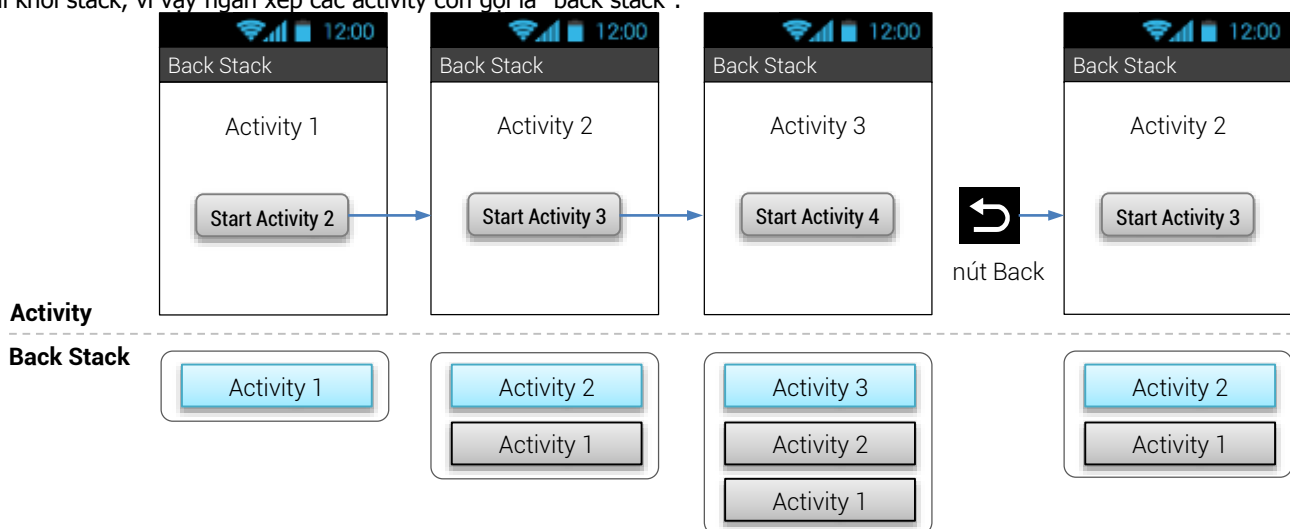 khỏi stack, vì vậy ngăn xếp các activity còn gọi là "back stack".
12:00 12:00 12:00 12:00
Back Stack Back Stack Back Stack Back Stack
Activity 1 Activity 2 Activity 3 Activity 2
Start Activity 2 Start Activity 3 Start Activity 4 Start Activity 3
nút Back
Activity
Back Stack
Activity 1 Activity 2 Activity 3 Activity 2
Activity 1 Activity 2 Activity 1
Activity 1